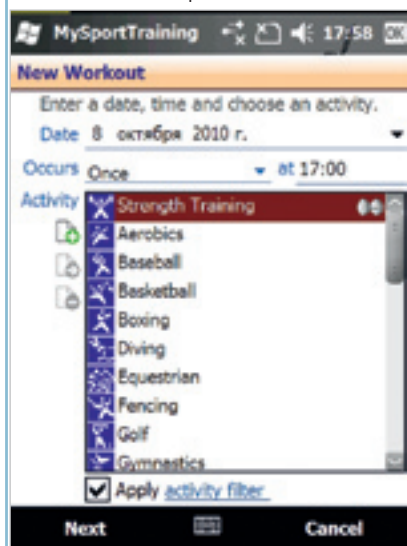 MySportTraining 17:58 OK
New Workout
Enter a date, time and choose an activity.
Date 8 октября 2010 г.
Occurs Once at 17:00
Activity Strength Training
Aerobics
Baseball
Basketball
Boxing
Diving
Equestrian
Fencing
Golf
Gymnastics
Apply activity filter
Next Cancel